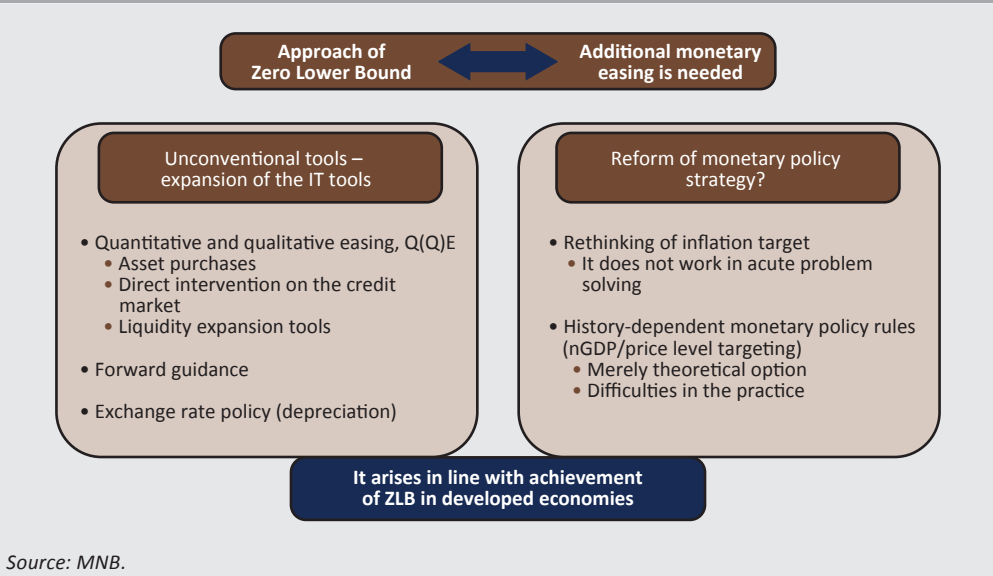 Approach of
Zero Lower Bound
Additional monetary
easing is needed
Unconventional tools –
expansion of the IT tools
• Quantitative and qualitative easing, Q(Q)E
• Asset purchases
• Direct intervention on the credit
market
• Liquidity expansion tools
• Forward guidance
• Exchange rate policy (depreciation)
Reform of monetary policy
strategy?
• Rethinking of inflation target
• It does not work in acute problem
solving
• History-dependent monetary policy rules
(nGDP/price level targeting)
• Merely theoretical option
• Difficulties in the practice
It arises in line with achievement
of ZLB in developed economies
Source: MNB.